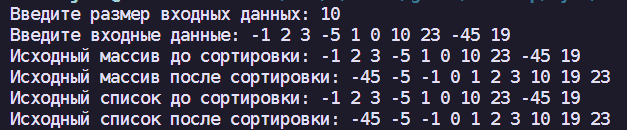 Введите размер входных данных: 10
Введите входные данные: -1 2 3 -5 1 0 10 23 -45 19
Исходный массив до сортировки: -1 2 3 -5 1 0 10 23 -45 19
Исходный массив после сортировки: -45 -5 -1 0 1 2 3 10 19 23
Исходный список до сортировки: -1 2 3 -5 1 0 10 23 -45 19
Исходный список после сортировки: -45 -5 -1 0 1 2 3 10 19 23